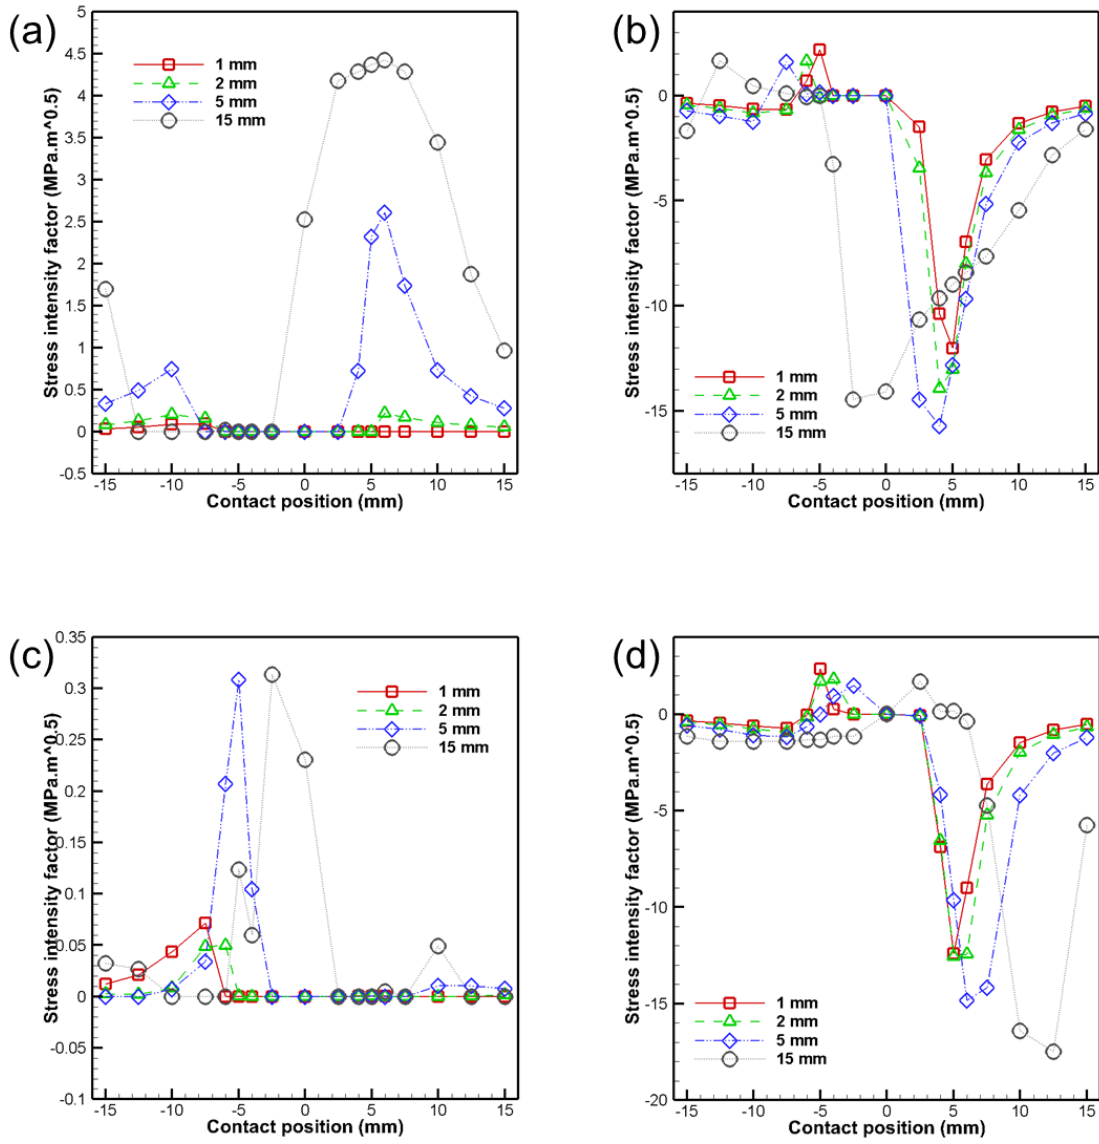 (a)
Stress intensity factor (MPa.m^0.5)
5
4.5
4
3.5
3
2.5
2
1.5
1
0.5
0
-0.5
1 mm
2 mm
5 mm
15 mm
-15 -10 -5 0 5 10 15
Contact position (mm)
(b)
Stress intensity factor (MPa.m^0.5)
0
-5
-10
-15
1 mm
2 mm
5 mm
15 mm
-15 -10 -5 0 5 10 15
Contact position (mm)
(c)
Stress intensity factor (MPa.m^0.5)
0.35
0.3
0.25
0.2
0.15
0.1
0.05
0
-0.05
-0.1
1 mm
2 mm
5 mm
15 mm
-15 -10 -5 0 5 10 15
Contact position (mm)
(d)
Stress intensity factor (MPa.m^0.5)
0
-5
-10
-15
-20
1 mm
2 mm
5 mm
15 mm
-15 -10 -5 0 5 10 15
Contact position (mm)